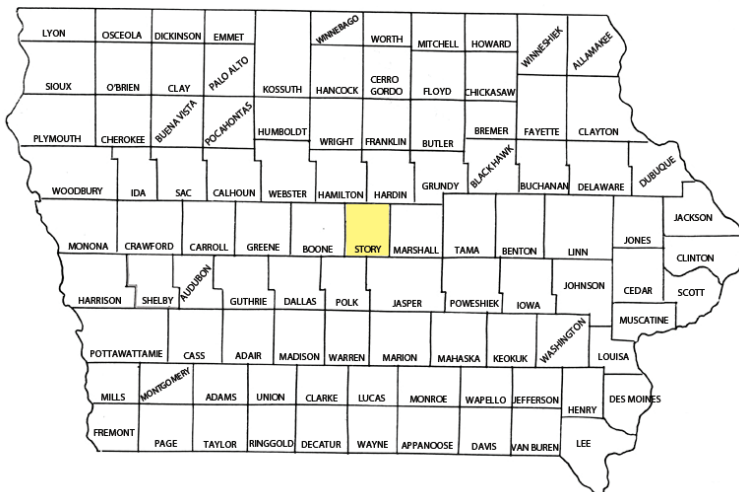 LYON OSCEOLA DICKINSON EMMET WINNEBAGO WORTH MITCHELL HOWARD WINNESHIEK ALLAMAKEE
SIOUX O'BRIEN CLAY PALO ALTO KOSSUTH HANCOCK CERRO GORDO FLOYD CHICKASAW
PLYMOUTH CHEROKEE BUENA VISTA POCAHONTAS HUMBOLDT WRIGHT FRANKLIN BUTLER BREMER FAYETTE CLAYTON
WOODBURY IDA SAC CALHOUN WEBSTER HAMILTON HARDIN GRUNDY BLACK HAWK BUCHANAN DELAWARE DUBUQUE
MONONA CRAWFORD CARROLL GREENE BOONE STORY MARSHALL TAMA BENTON LINN JONES JACKSON
CLINTON
HARRISON SHELBY AUDUBON GUTHRIE DALLAS POLK JASPER POWESHIEK IOWA JOHNSON CEDAR SCOTT
MUSCATINE
POTTAWATTAMIE CASS ADAIR MADISON WARREN MARION MAHASKA KEOKUK WASHINGTON LOUISA
MILLS MONTGOMERY ADAMS UNION CLARKE LUCAS MONROE WAPELLO JEFFERSON HENRY DES MOINES
FREMONT PAGE TAYLOR RINGGOLD DECATUR WAYNE APPANOOSE DAVIS VAN BUREN LEE